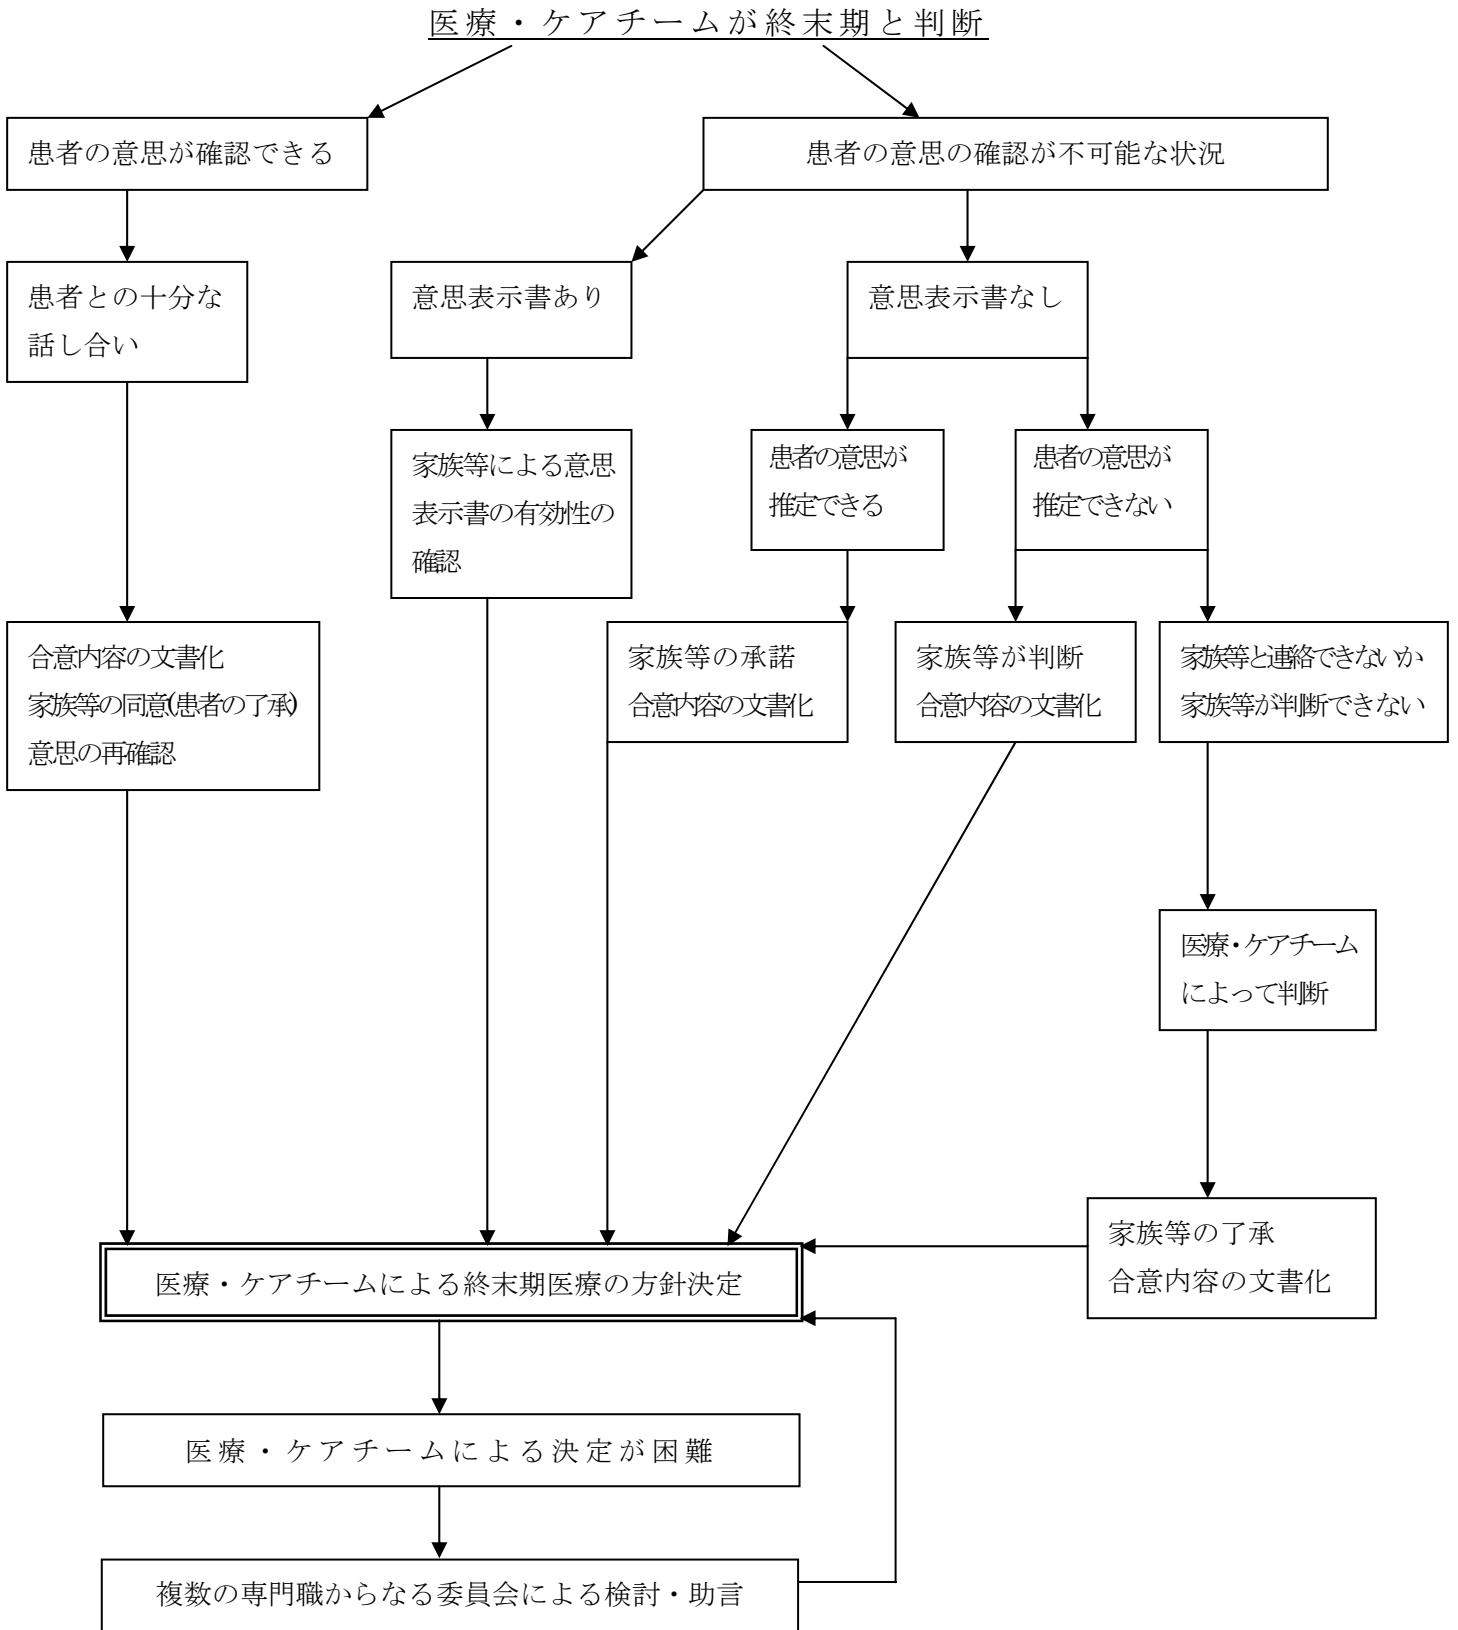 医療・ケアチームが終末期と判断
患者の意思が確認できる
患者の意思の確認が不可能な状況
患者との十分な
話し合い
意思表示書あり
意思表示書なし
家族等による意思
表示書の有効性の
確認
患者の意思が
推定できる
患者の意思が
推定できない
合意内容の文書化
家族等の同意(患者の了承)
意思の再確認
家族等の承諾
合意内容の文書化
家族等が判断
合意内容の文書化
家族等と連絡できないか
家族等が判断できない
医療・ケアチーム
によって判断
家族等の了承
合意内容の文書化
医療・ケアチームによる終末期医療の方針決定
医療・ケアチームによる決定が困難
複数の専門職からなる委員会による検討・助言